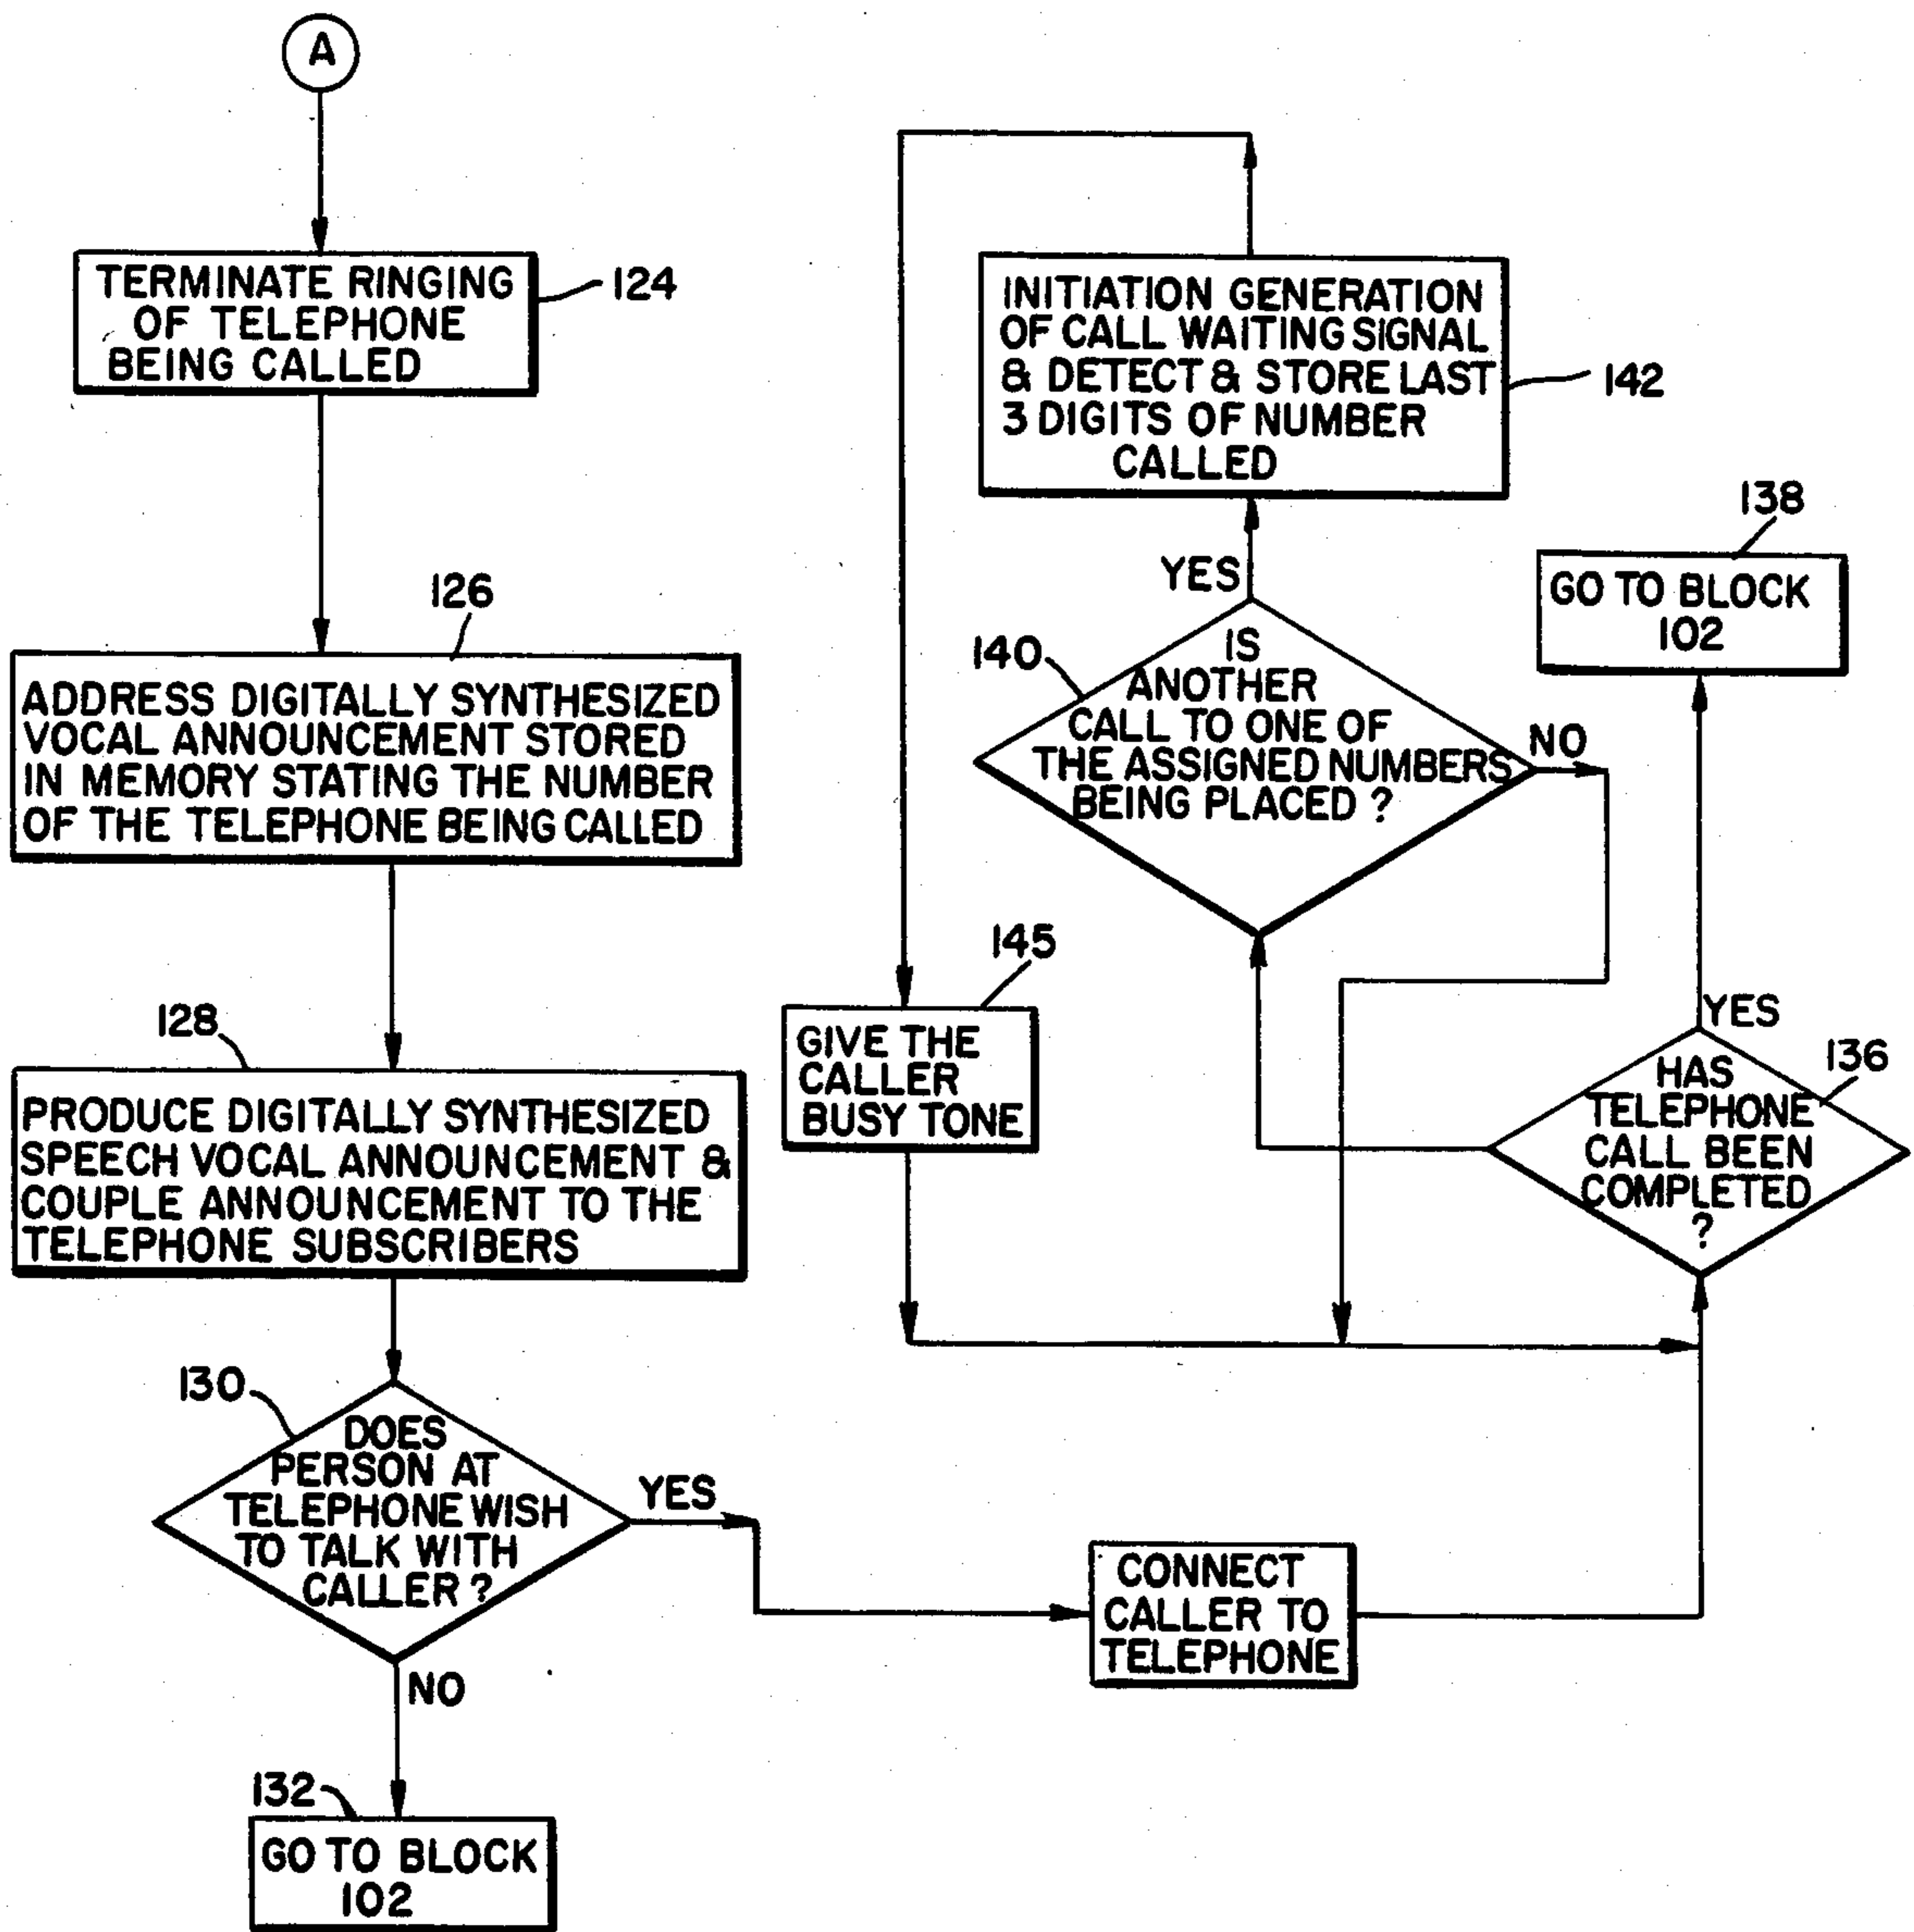 A
TERMINATE RINGING
OF TELEPHONE
BEING CALLED
124
126
ADDRESS DIGITALLY SYNTHESIZED
VOCAL ANNOUNCEMENT STORED
IN MEMORY STATING THE NUMBER
OF THE TELEPHONE BEING CALLED
128
PRODUCE DIGITALLY SYNTHESIZED
SPEECH VOCAL ANNOUNCEMENT &
COUPLE ANNOUNCEMENT TO THE
TELEPHONE SUBSCRIBERS
130
DOES
PERSON AT
TELEPHONE WISH
TO TALK WITH
CALLER ?
YES
NO
132
GO TO BLOCK
102
CONNECT
CALLER TO
TELEPHONE
INITIATION GENERATION
OF CALL WAITING SIGNAL
& DETECT & STORE LAST
3 DIGITS OF NUMBER
CALLED
142
YES
140
IS
ANOTHER
CALL TO ONE OF
THE ASSIGNED NUMBERS
BEING PLACED ?
NO
138
GO TO BLOCK
102
145
GIVE THE
CALLER
BUSY TONE
YES
136
HAS
TELEPHONE
CALL BEEN
COMPLETED
?